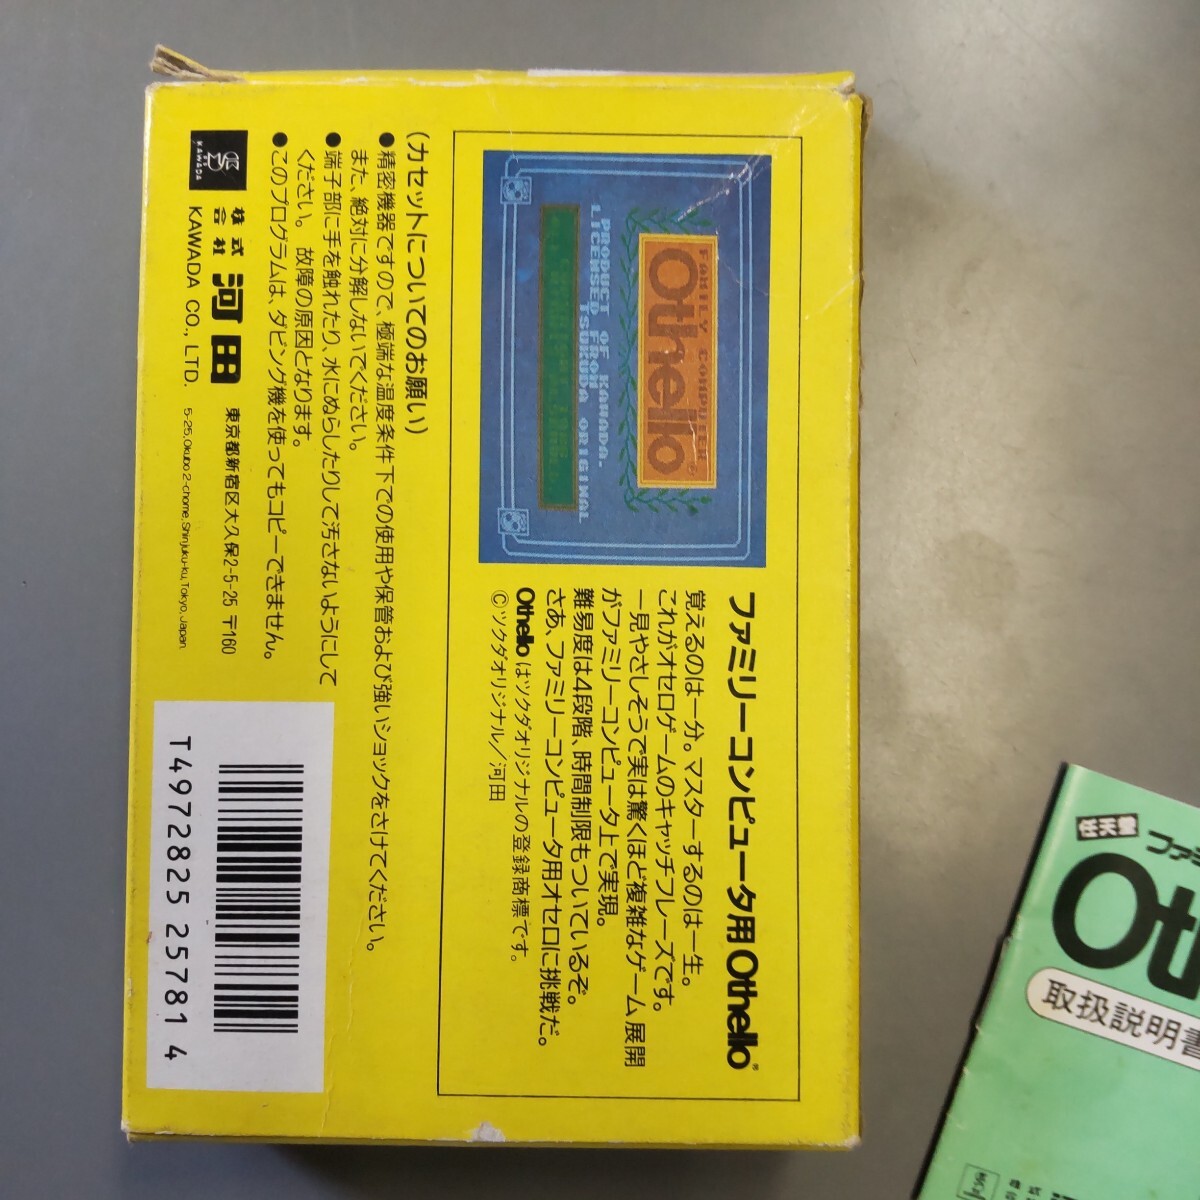 FAMILY COMPUTER
Othello®
PRODUCT OF KAWADA.
LICENSED FROM
TSUKUDA ORIGINAL
ファミリーコンピュータ用Othello®
覚えるのは一分。マスターするのは一生。
これがオセロゲームのキャッチフレーズです。
一見やさしそうで実は驚くほど複雑なゲーム展開
がファミリーコンピュータ上で実現。
難易度は4段階、時間制限もついているぞ。
さあ、ファミリーコンピュータ用オセロに挑戦だ。
Othelloはツクダオリジナルの登録商標です。
©ツクダオリジナル/河田
(カセットについてのお願い)
●精密機器ですので、極端な温度条件下での使用や保管および強いショックをさけてください。
また、絶対に分解しないでください。
●端子部に手を触れたり、水にぬらしたりして汚さないようにして
ください。故障の原因となります。
●このプログラムは、ダビング機を使ってもコピーできません。
KAWADA
株式会社 河田
KAWADA CO., LTD.
東京都新宿区大久保2-5-25 〒160
5-25, Okubo 2-chome, Shinjuku-ku, Tokyo, Japan.
T4972825 25781 4
任天堂
ファミ
Oth
取扱説明書
株式